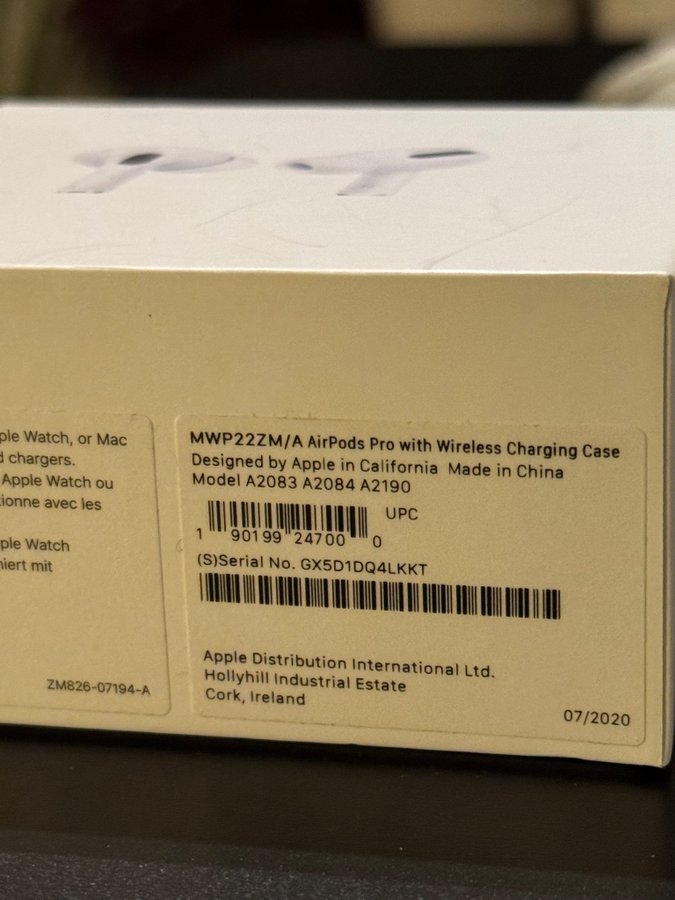 ple Watch, or Mac
d chargers.
Apple Watch ou
tionne avec les
ple Watch
niert mit
ZM826-07194-A
MWP22ZM/A AirPods Pro with Wireless Charging Case
Designed by Apple in California Made in China
Model A2083 A2084 A2190
UPC
1 90199 24700 0
(S)Serial No. GX5D1DQ4LKKT
Apple Distribution International Ltd.
Hollyhill Industrial Estate
Cork, Ireland
07/2020